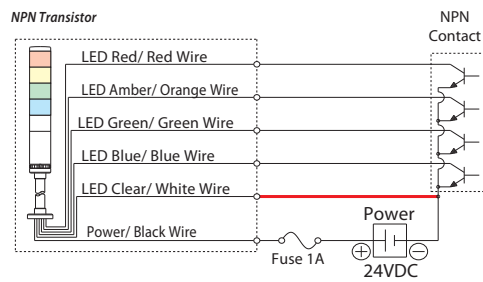 NPN Transistor
NPN
Contact
LED Red/ Red Wire
LED Amber/ Orange Wire
LED Green/ Green Wire
LED Blue/ Blue Wire
LED Clear/ White Wire
Power
Power/ Black Wire
Fuse 1A
+ −
24VDC